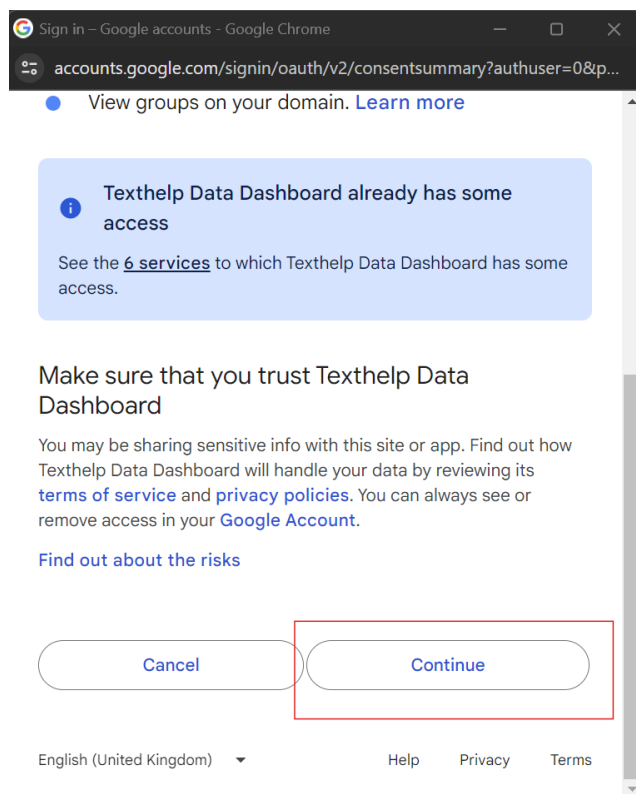 Sign in – Google accounts - Google Chrome
accounts.google.com/signin/oauth/v2/consentsummary?authuser=0&p...
View groups on your domain. Learn more
Texthelp Data Dashboard already has some
access
See the 6 services to which Texthelp Data Dashboard has some
access.
Make sure that you trust Texthelp Data
Dashboard
You may be sharing sensitive info with this site or app. Find out how
Texthelp Data Dashboard will handle your data by reviewing its
terms of service and privacy policies. You can always see or
remove access in your Google Account.
Find out about the risks
Cancel Continue
English (United Kingdom) Help Privacy Terms